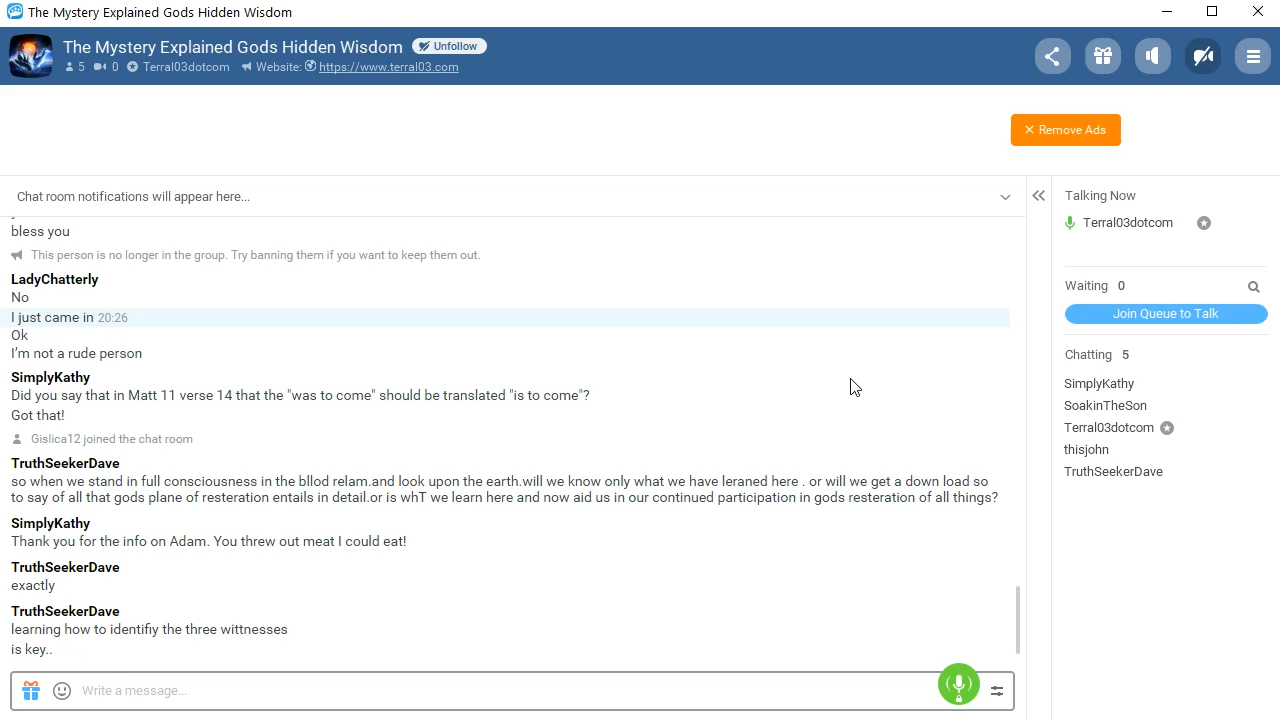 The Mystery Explained Gods Hidden Wisdom
The Mystery Explained Gods Hidden Wisdom Unfollow
5 0 Terral03dotcom Website: https://www.terral03.com
Remove Ads
Chat room notifications will appear here...
bless you
This person is no longer in the group. Try banning them if you want to keep them out.
LadyChatterly
No
I just came in 20:26
Ok
I'm not a rude person
SimplyKathy
Did you say that in Matt 11 verse 14 that the "was to come" should be translated "is to come"?
Got that!
Gislica12 joined the chat room
TruthSeekerDave
so when we stand in full consciousness in the bllod relam.and look upon the earth.will we know only what we have leraned here . or will we get a down load so
to say of all that gods plane of resteration entails in detail.or is whT we learn here and now aid us in our continued participation in gods resteration of all things?
SimplyKathy
Thank you for the info on Adam. You threw out meat I could eat!
TruthSeekerDave
exactly
TruthSeekerDave
learning how to identifiy the three wittnesses
is key..
Write a message...
Talking Now
Terral03dotcom
Waiting 0
Join Queue to Talk
Chatting 5
SimplyKathy
SoakinTheSon
Terral03dotcom
thisjohn
TruthSeekerDave